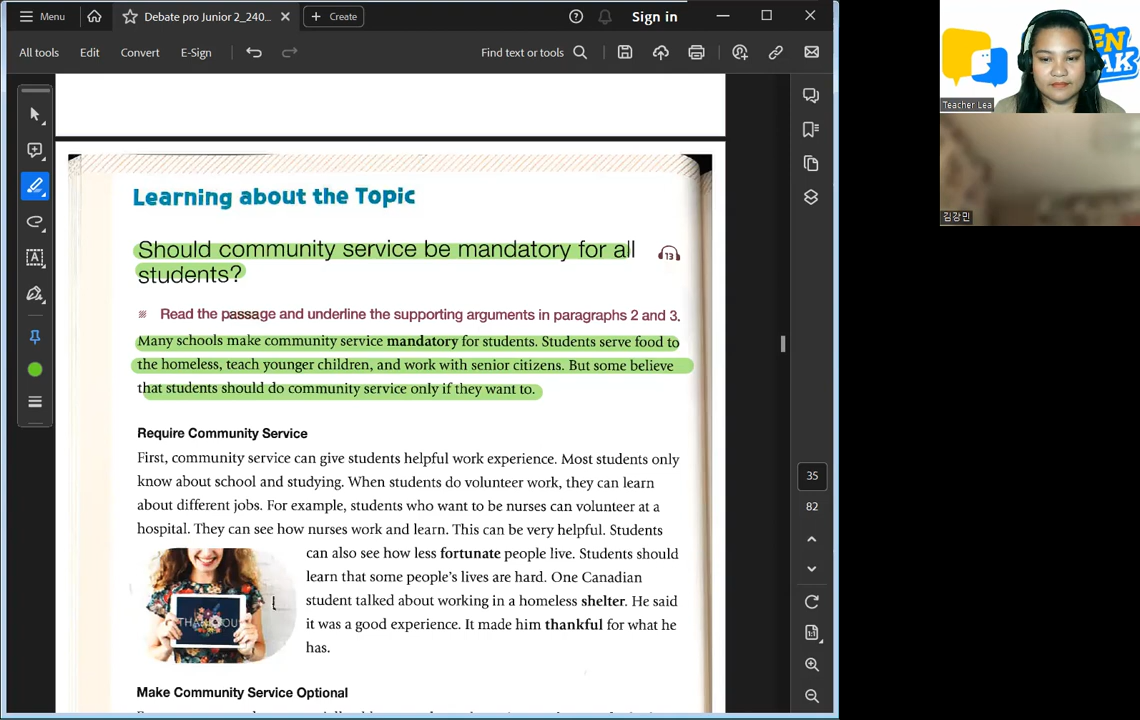 Menu
Debate pro Junior 2_240...
Create
Sign in
All tools
Edit
Convert
E-Sign
Find text or tools
Learning about the Topic
Should community service be mandatory for all
students?
13
Read the passage and underline the supporting arguments in paragraphs 2 and 3.
Many schools make community service mandatory for students. Students serve food to
the homeless, teach younger children, and work with senior citizens. But some believe
that students should do community service only if they want to.
Require Community Service
First, community service can give students helpful work experience. Most students only
know about school and studying. When students do volunteer work, they can learn
about different jobs. For example, students who want to be nurses can volunteer at a
hospital. They can see how nurses work and learn. This can be very helpful. Students
can also see how less fortunate people live. Students should
learn that some people's lives are hard. One Canadian
student talked about working in a homeless shelter. He said
it was a good experience. It made him thankful for what he
has.
THANK YOU
Make Community Service Optional
35
82
Teacher Lea
김강민